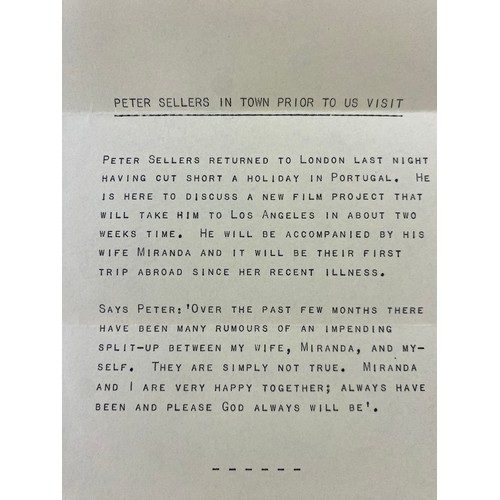 PETER SELLERS IN TOWN PRIOR TO US VISIT
PETER SELLERS RETURNED TO LONDON LAST NIGHT
HAVING CUT SHORT A HOLIDAY IN PORTUGAL. HE
IS HERE TO DISCUSS A NEW FILM PROJECT THAT
WILL TAKE HIM TO LOS ANGELES IN ABOUT TWO
WEEKS TIME. HE WILL BE ACCOMPANIED BY HIS
WIFE MIRANDA AND IT WILL BE THEIR FIRST
TRIP ABROAD SINCE HER RECENT ILLNESS.
SAYS PETER:'OVER THE PAST FEW MONTHS THERE
HAVE BEEN MANY RUMOURS OF AN IMPENDING
SPLIT-UP BETWEEN MY WIFE, MIRANDA, AND MY-
SELF. THEY ARE SIMPLY NOT TRUE. MIRANDA
AND I ARE VERY HAPPY TOGETHER; ALWAYS HAVE
BEEN AND PLEASE GOD ALWAYS WILL BE'.
------